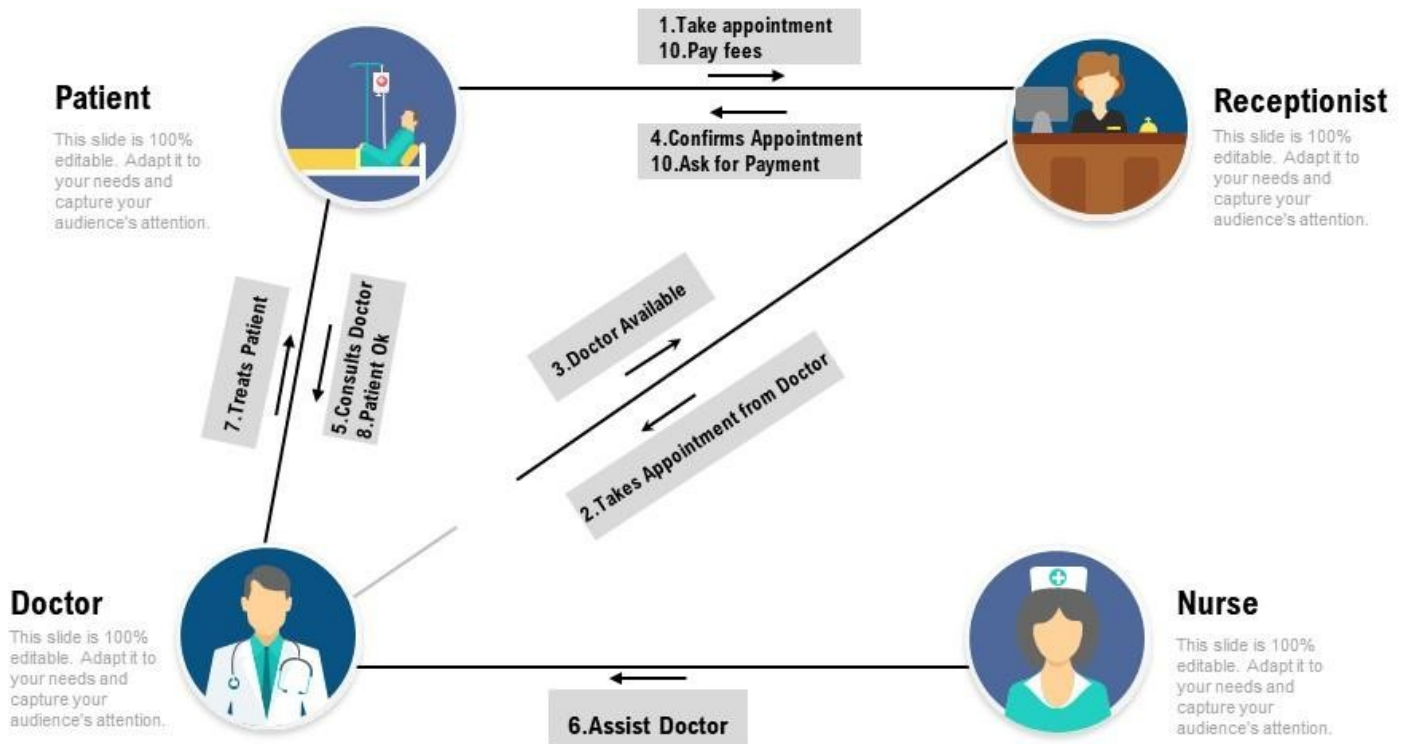 1.Take appointment
10.Pay fees
Patient
This slide is 100%
editable. Adapt it to
your needs and
capture your
audience's attention.
Receptionist
This slide is 100%
editable. Adapt it to
your needs and
capture your
audience's attention.
4.Confirms Appointment
10.Ask for Payment
7.Treats Patient
5.Consults Doctor
8.Patient Ok
3.Doctor Available
2.Takes Appointment from Doctor
Doctor
This slide is 100%
editable. Adapt it to
your needs and
capture your
audience's attention.
Nurse
This slide is 100%
editable. Adapt it to
your needs and
capture your
audience's attention.
6.Assist Doctor